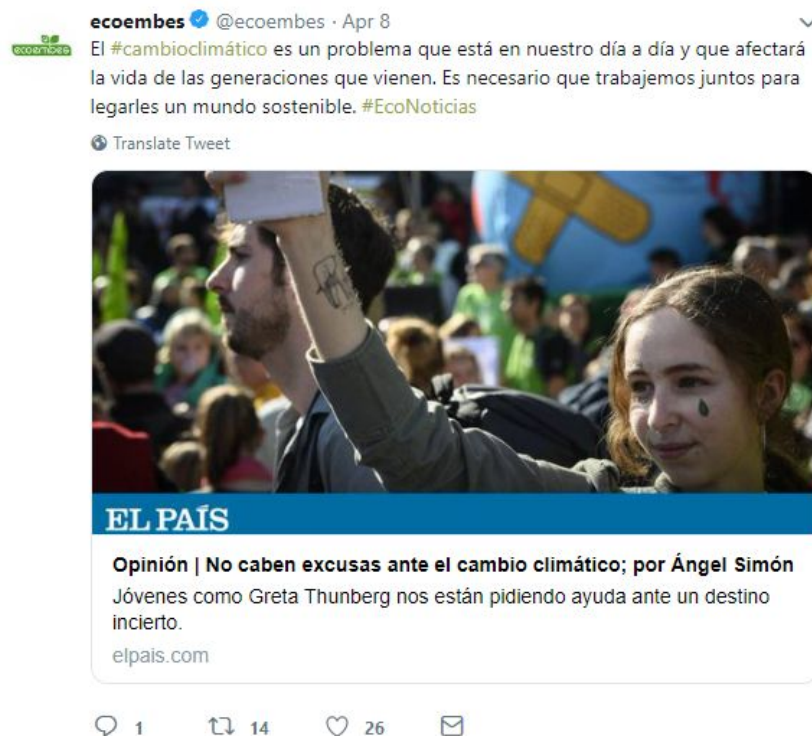 ecoembes @ecoembes · Apr 8
ecoembes
El #cambioclimático es un problema que está en nuestro día a día y que afectará
la vida de las generaciones que vienen. Es necesario que trabajemos juntos para
legarles un mundo sostenible. #EcoNoticias
Translate Tweet
EL PAÍS
Opinión | No caben excusas ante el cambio climático; por Ángel Simón
Jóvenes como Greta Thunberg nos están pidiendo ayuda ante un destino
incierto.
elpais.com
1 14 26